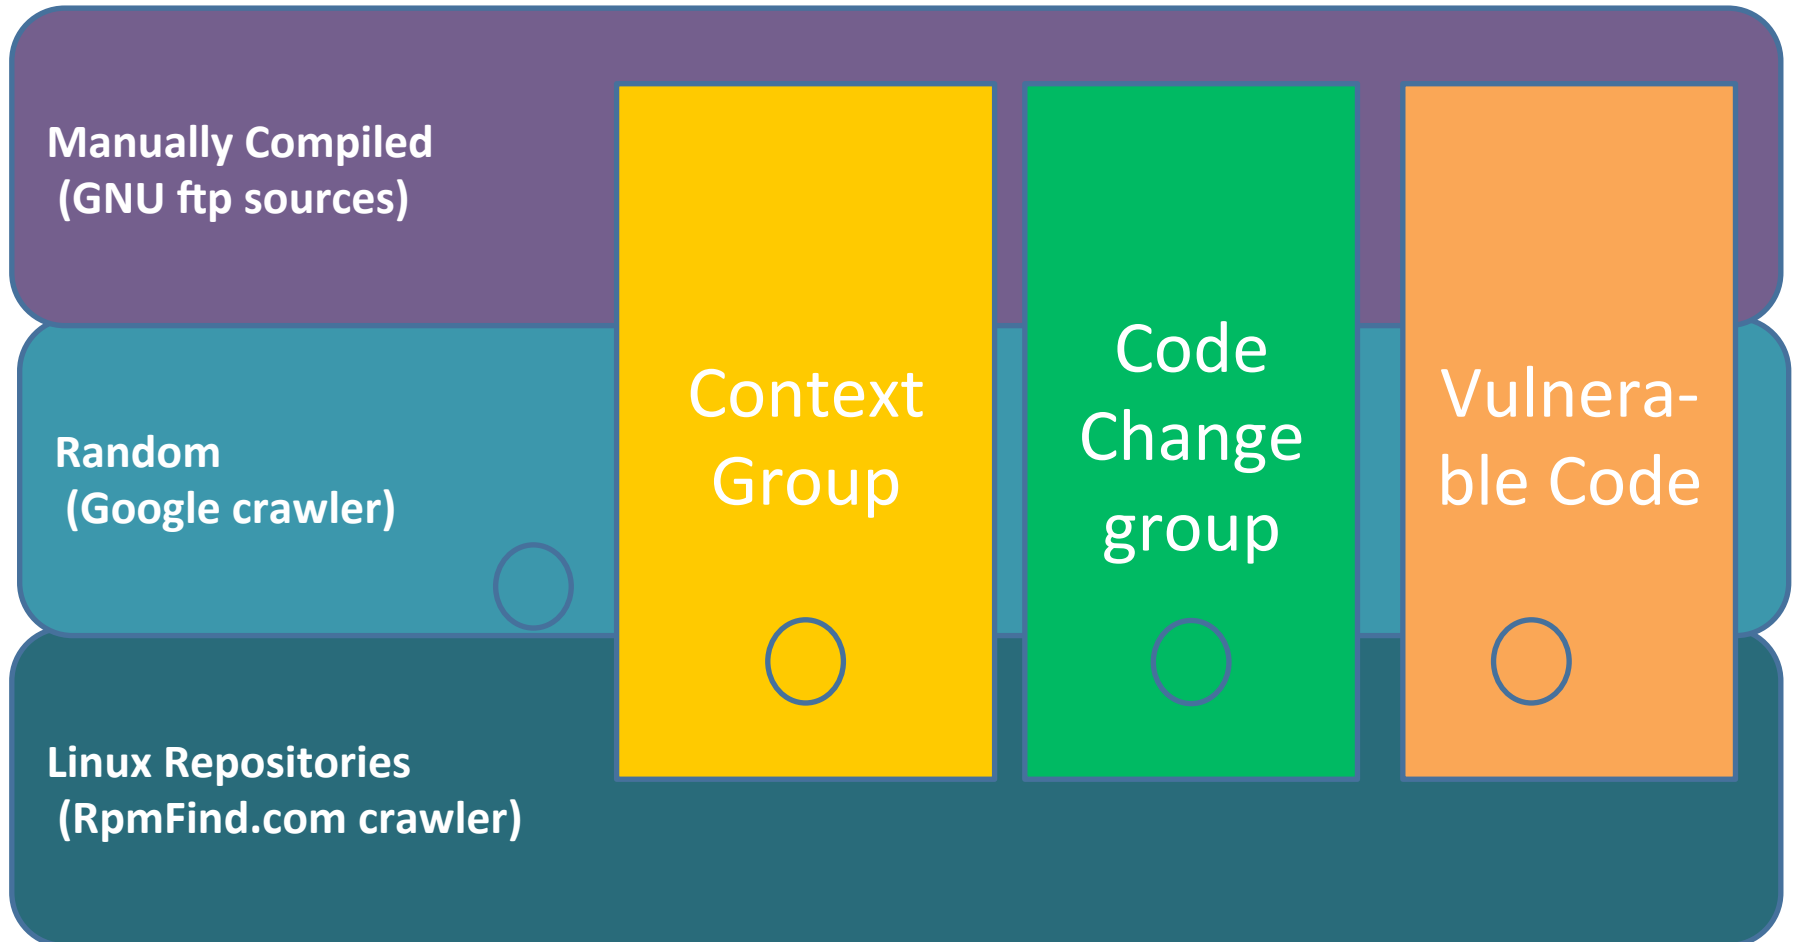 Manually Compiled
(GNU ftp sources)
Random
(Google crawler)
Linux Repositories
(RpmFind.com crawler)
Context
Group
Code
Change
group
Vulnera-
ble Code